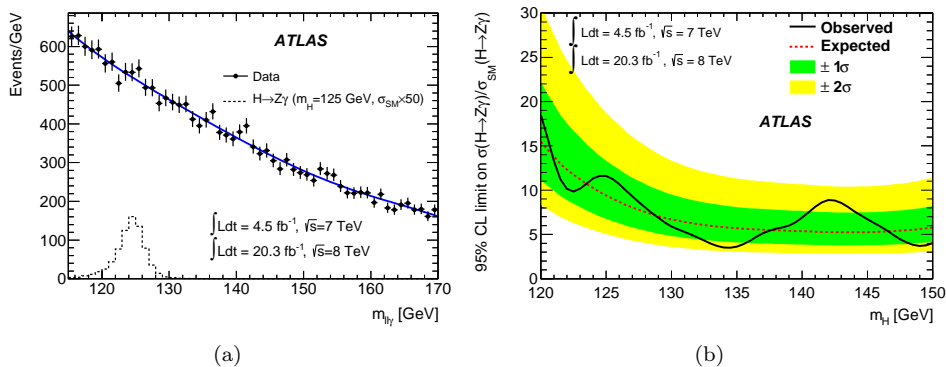 Events/GeV
600
500
400
300
200
100
0
ATLAS
Data
H→Zγ (m_H=125 GeV, σ_SM×50)
∫Ldt = 4.5 fb⁻¹, √s=7 TeV
∫Ldt = 20.3 fb⁻¹, √s=8 TeV
120 130 140 150 160 170
m_llγ [GeV]
(a)
95% CL limit on σ(H→Zγ)/σ_SM(H→Zγ)
30
25
20
15
10
5
0
∫Ldt = 4.5 fb⁻¹, √s = 7 TeV
∫Ldt = 20.3 fb⁻¹, √s = 8 TeV
Observed
Expected
± 1σ
± 2σ
ATLAS
120 125 130 135 140 145 150
m_H [GeV]
(b)